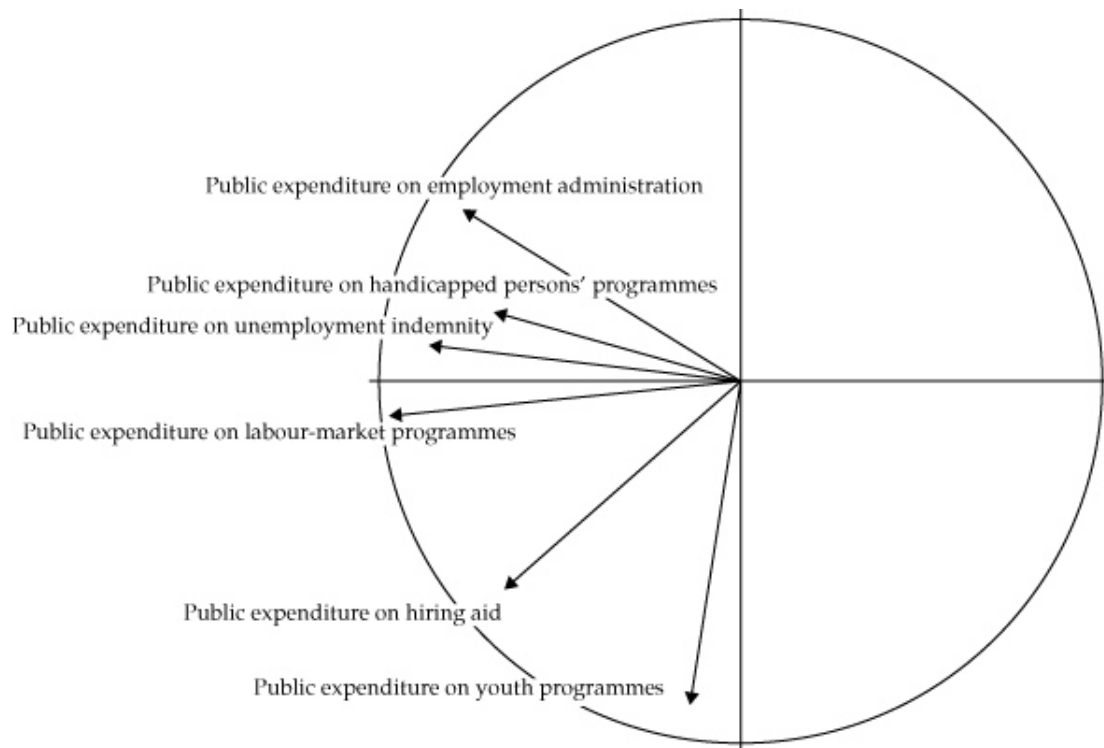 Public expenditure on employment administration
Public expenditure on handicapped persons’ programmes
Public expenditure on unemployment indemnity
Public expenditure on labour-market programmes
Public expenditure on hiring aid
Public expenditure on youth programmes